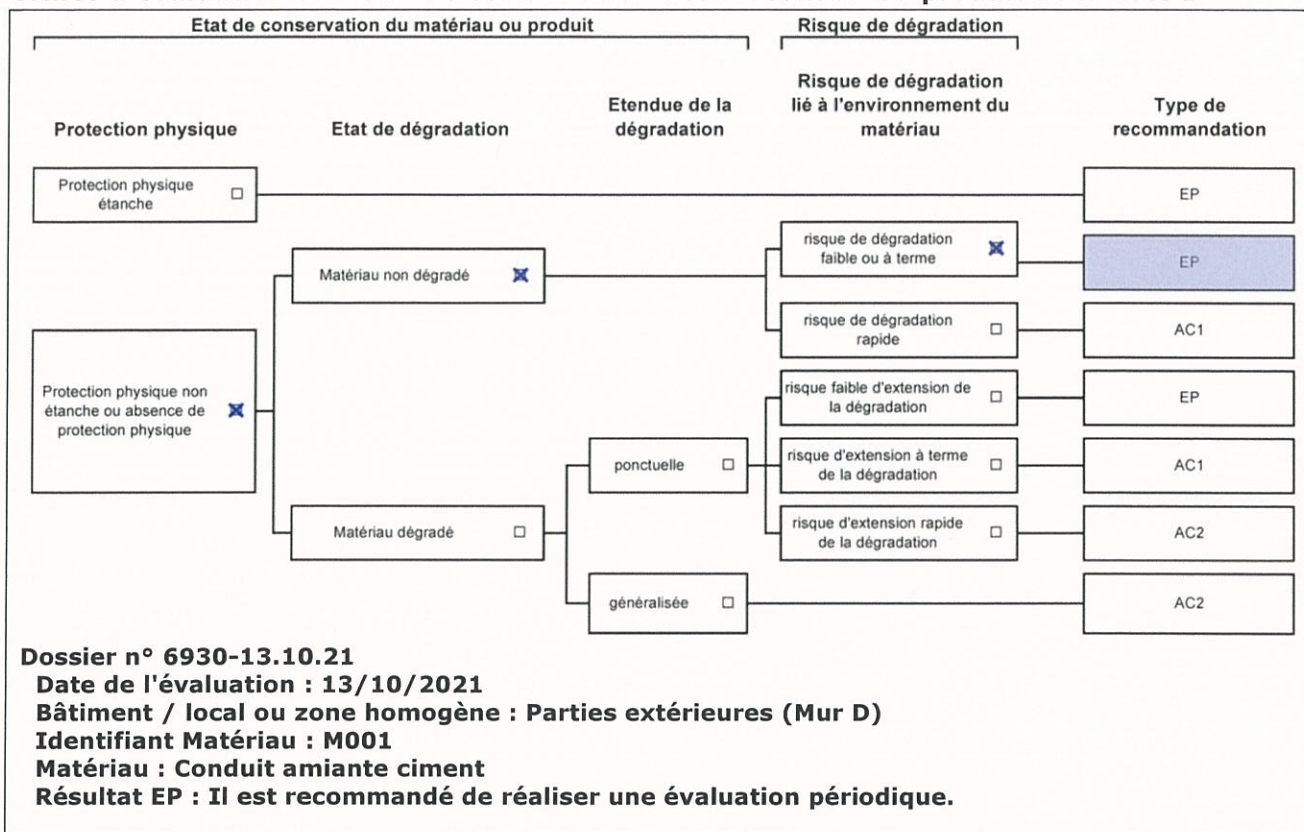 Etat de conservation du matériau ou produit
Risque de dégradation
Protection physique
Etat de dégradation
Etendue de la
dégradation
Risque de dégradation
lié à l'environnement du
matériau
Type de
recommandation
Protection physique
étanche
EP
Matériau non dégradé
risque de dégradation
faible ou à terme
EP
risque de dégradation
rapide
AC1
Protection physique non
étanche ou absence de
protection physique
risque faible d'extension de
la dégradation
EP
ponctuelle
risque d'extension à terme
de la dégradation
AC1
Matériau dégradé
risque d'extension rapide
de la dégradation
AC2
généralisée
AC2
Dossier n° 6930-13.10.21
Date de l'évaluation : 13/10/2021
Bâtiment / local ou zone homogène : Parties extérieures (Mur D)
Identifiant Matériau : M001
Matériau : Conduit amiante ciment
Résultat EP : Il est recommandé de réaliser une évaluation périodique.